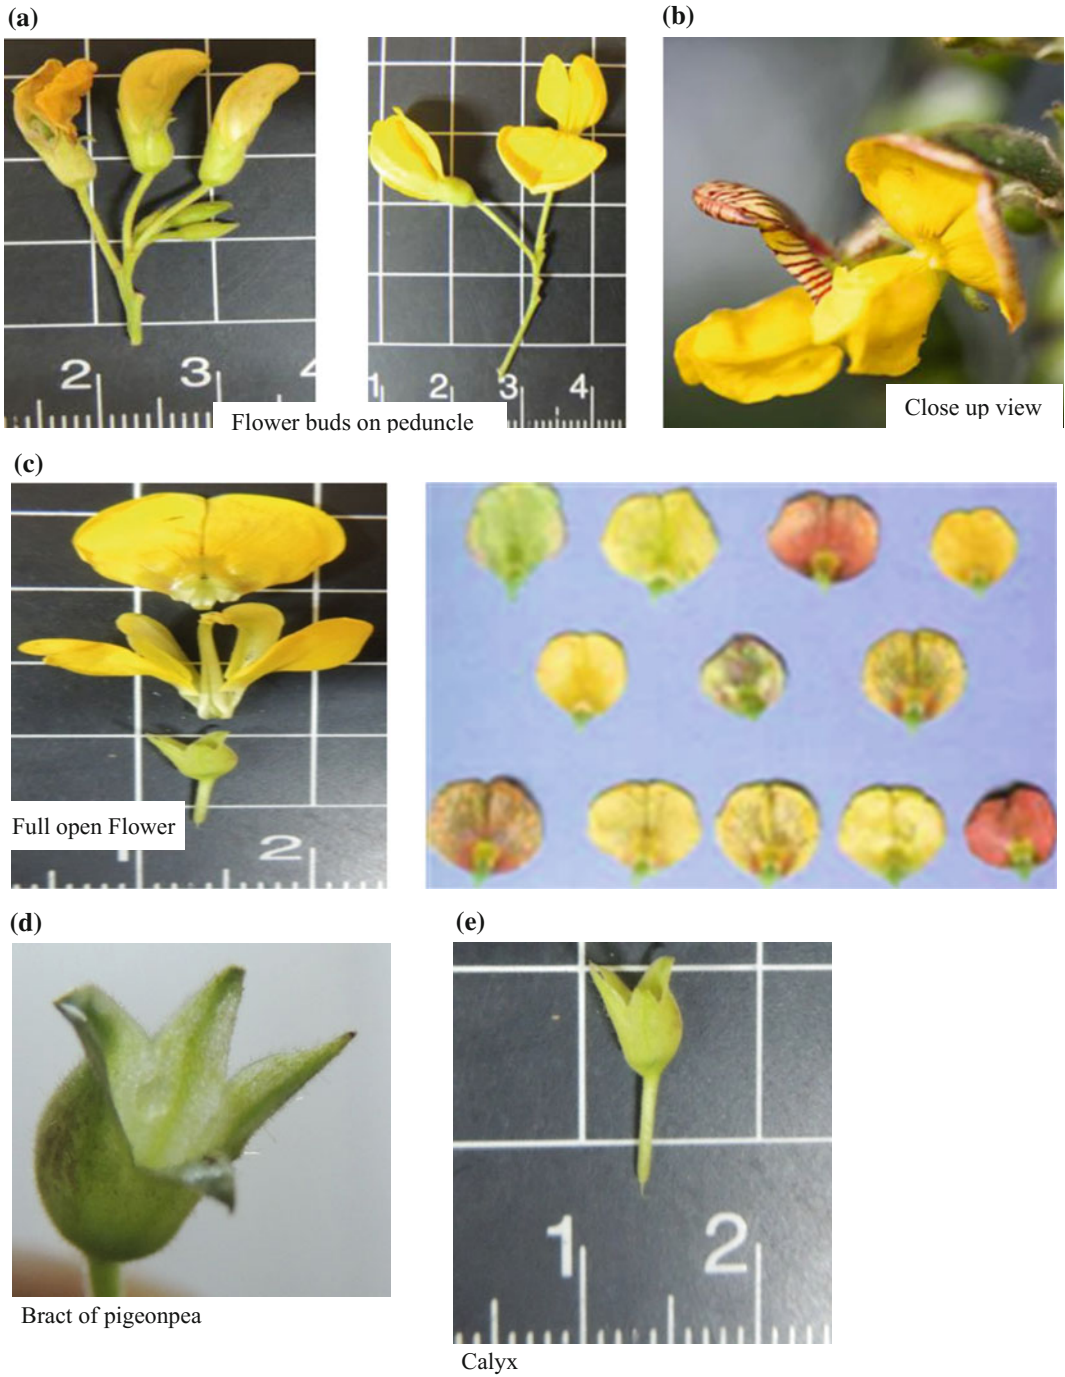 (a)
(b)
2 3 4
1 2 3 4
Flower buds on peduncle
Close up view
(c)
Full open Flower
1 2
(d)
(e)
1 2
Bract of pigeonpea
Calyx